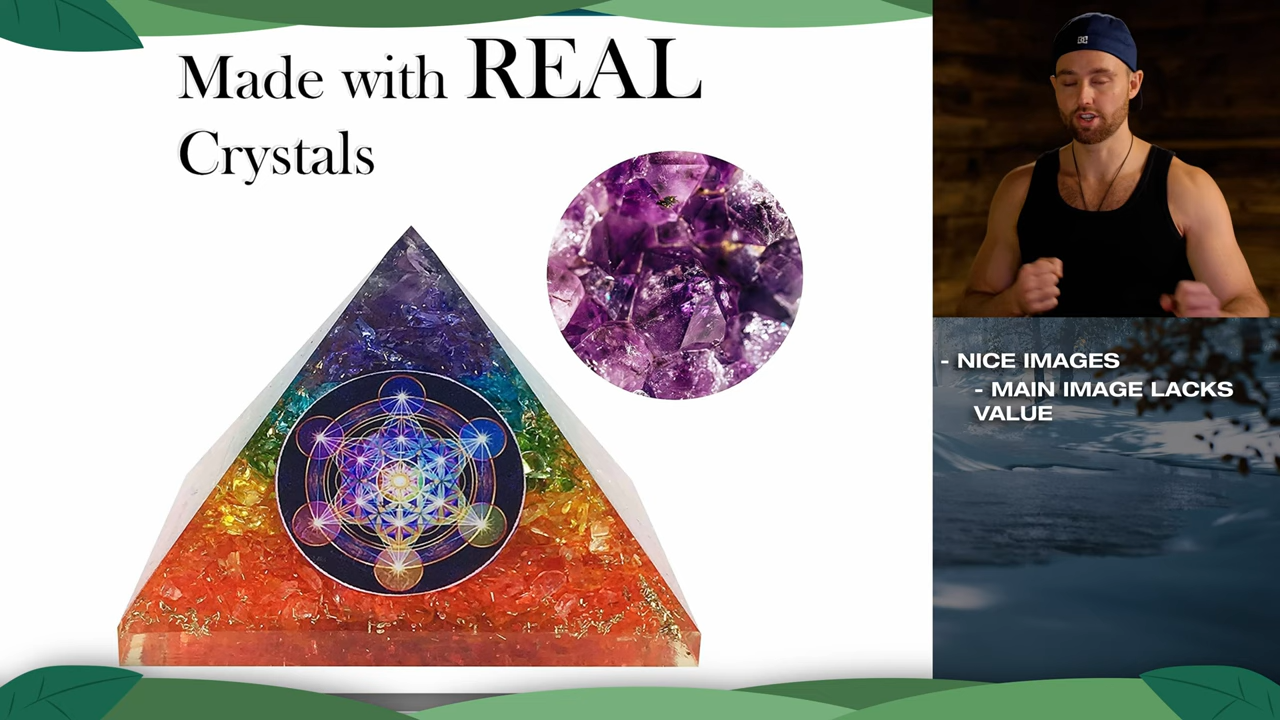 Made with REAL
Crystals
- NICE IMAGES
- MAIN IMAGE LACKS
VALUE